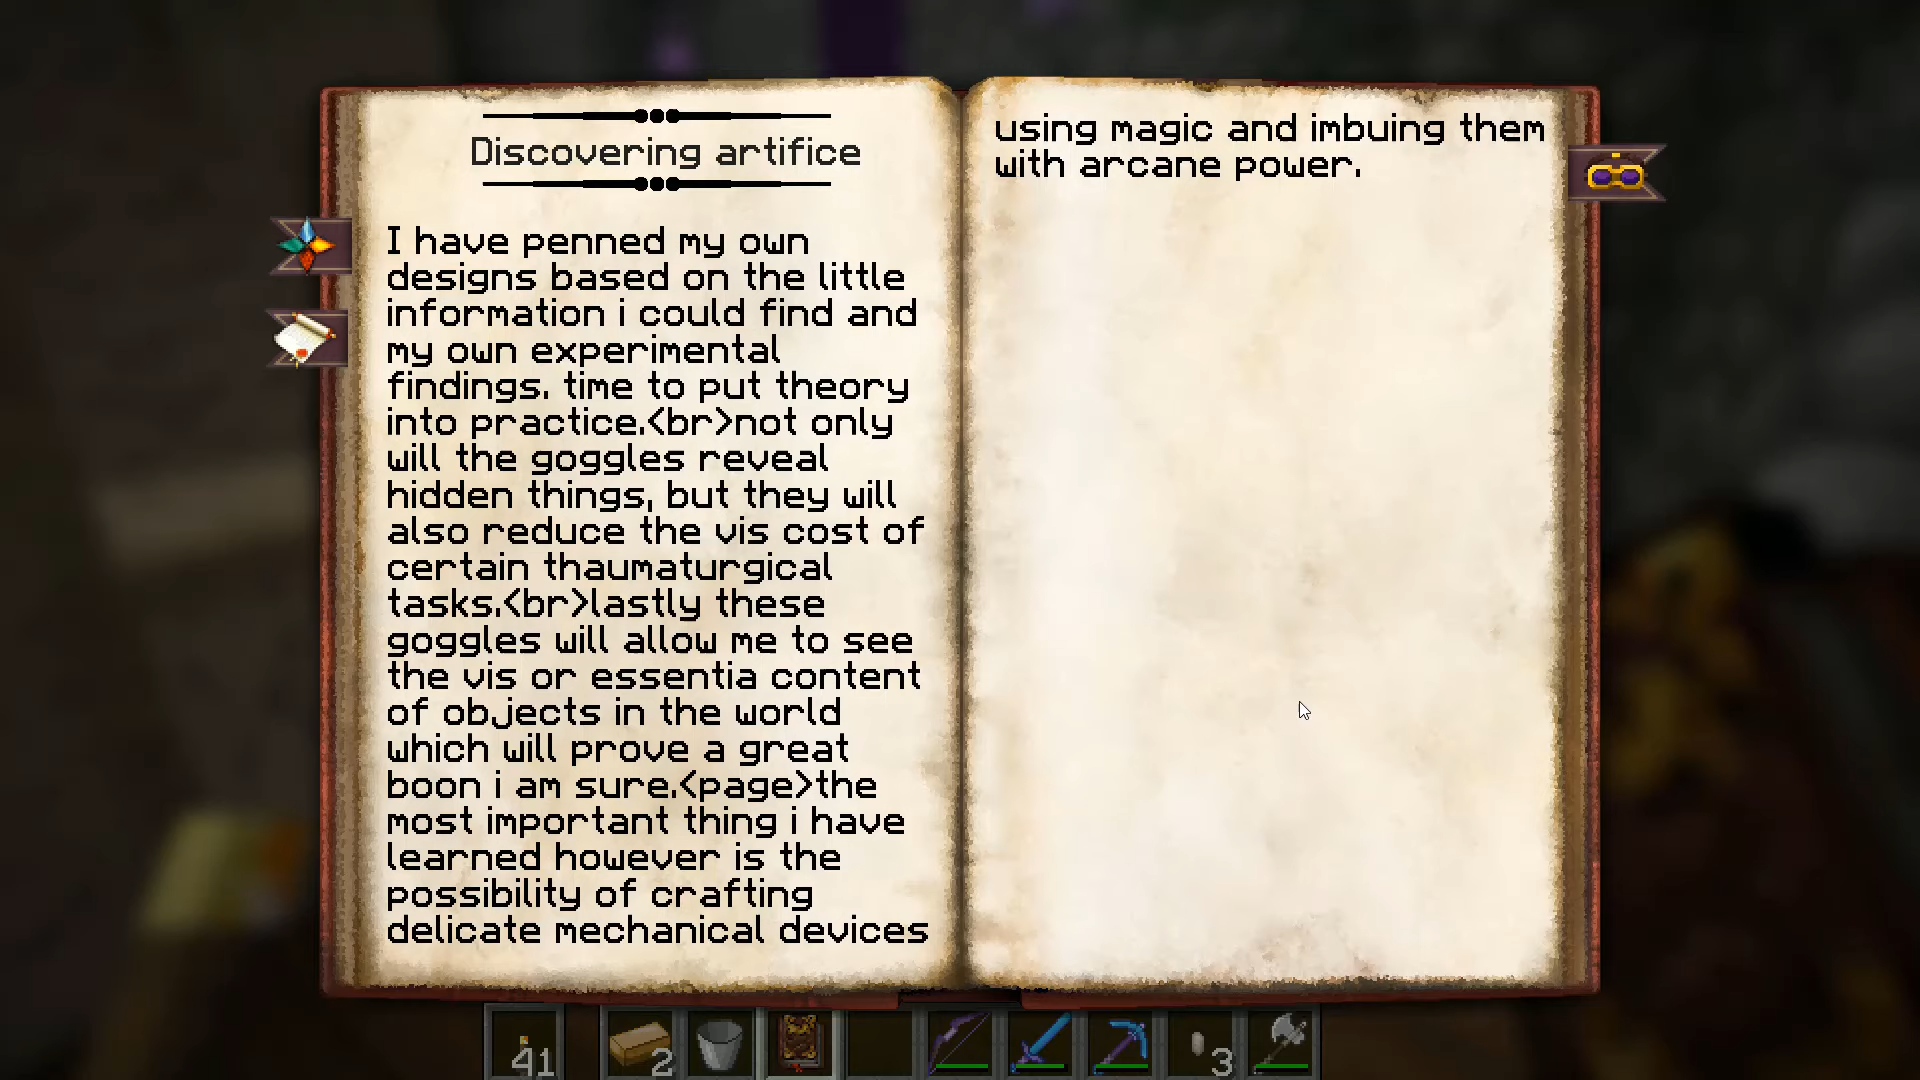 Discovering artifice
I have penned my own
designs based on the little
information i could find and
my own experimental
findings. time to put theory
into practice.<br>not only
will the goggles reveal
hidden things, but they will
also reduce the vis cost of
certain thaumaturgical
tasks.<br>lastly these
goggles will allow me to see
the vis or essentia content
of objects in the world
which will prove a great
boon i am sure.<page>the
most important thing i have
learned however is the
possibility of crafting
delicate mechanical devices
using magic and imbuing them
with arcane power.
41
2
3